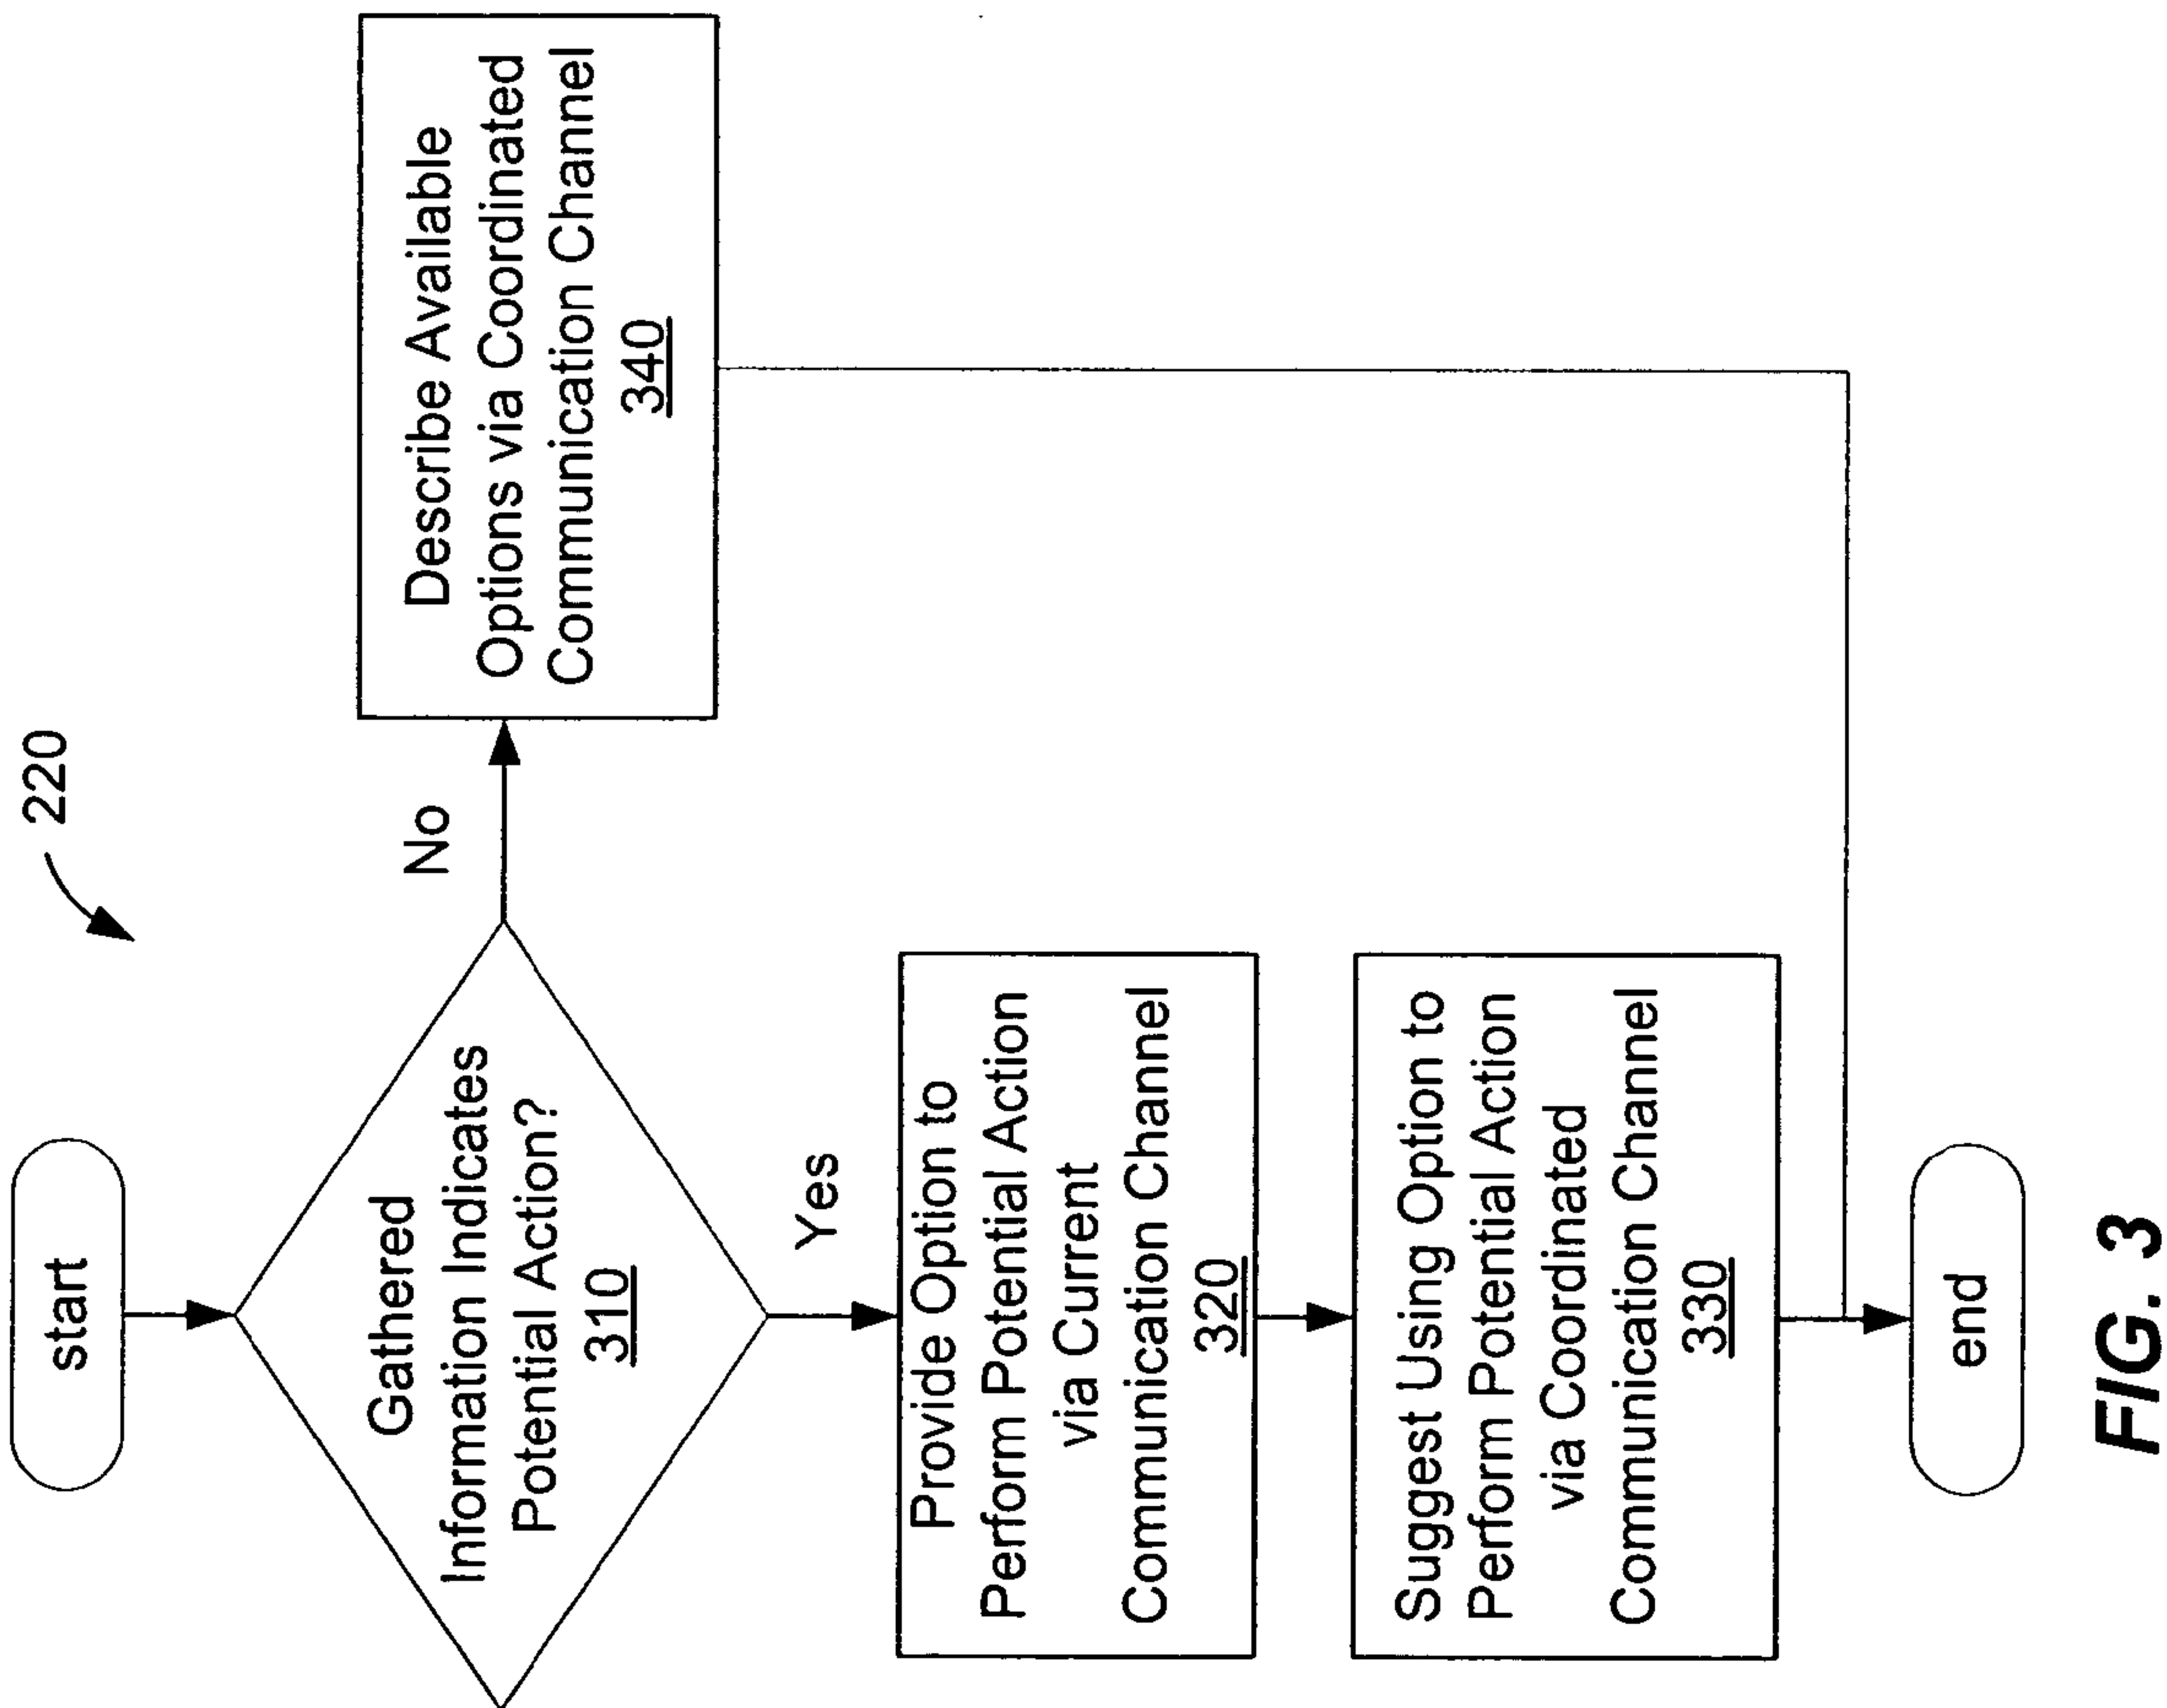 220
start
Gathered
Information Indicates
Potential Action?
310
No
Describe Available
Options via Coordinated
Communication Channel
340
Yes
Provide Option to
Perform Potential Action
via Current
Communication Channel
320
Suggest Using Option to
Perform Potential Action
via Coordinated
Communication Channel
330
end
FIG. 3